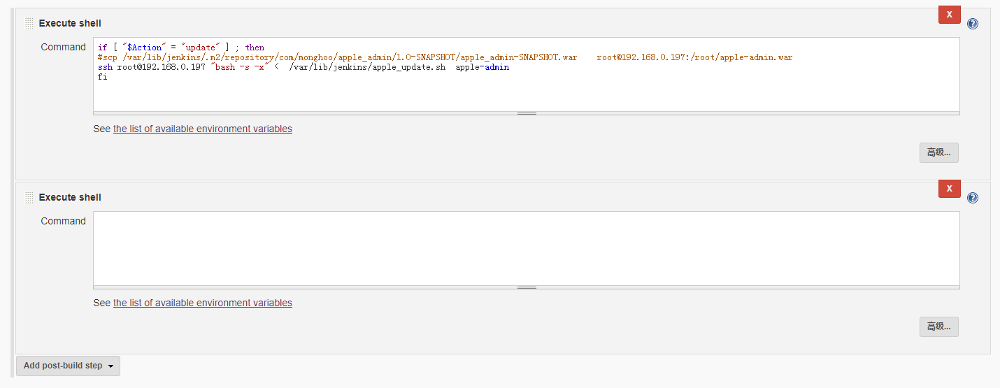 Execute shell
X
Command
if [ "$Action" = "update" ] ; then
#scp /var/lib/jenkins/.m2/repository/com/monghoo/apple_admin/1.0-SNAPSHOT/apple_admin-SNAPSHOT.war    root@192.168.0.197:/root/apple-admin.war
ssh root@192.168.0.197 "bash -s -x" <  /var/lib/jenkins/apple_update.sh  apple-admin
fi
See the list of available environment variables
高级...
Execute shell
X
Command
See the list of available environment variables
高级...
Add post-build step